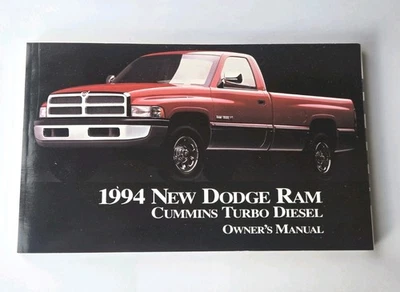 1994 NEW DODGE RAM
CUMMINS TURBO DIESEL
OWNER'S MANUAL